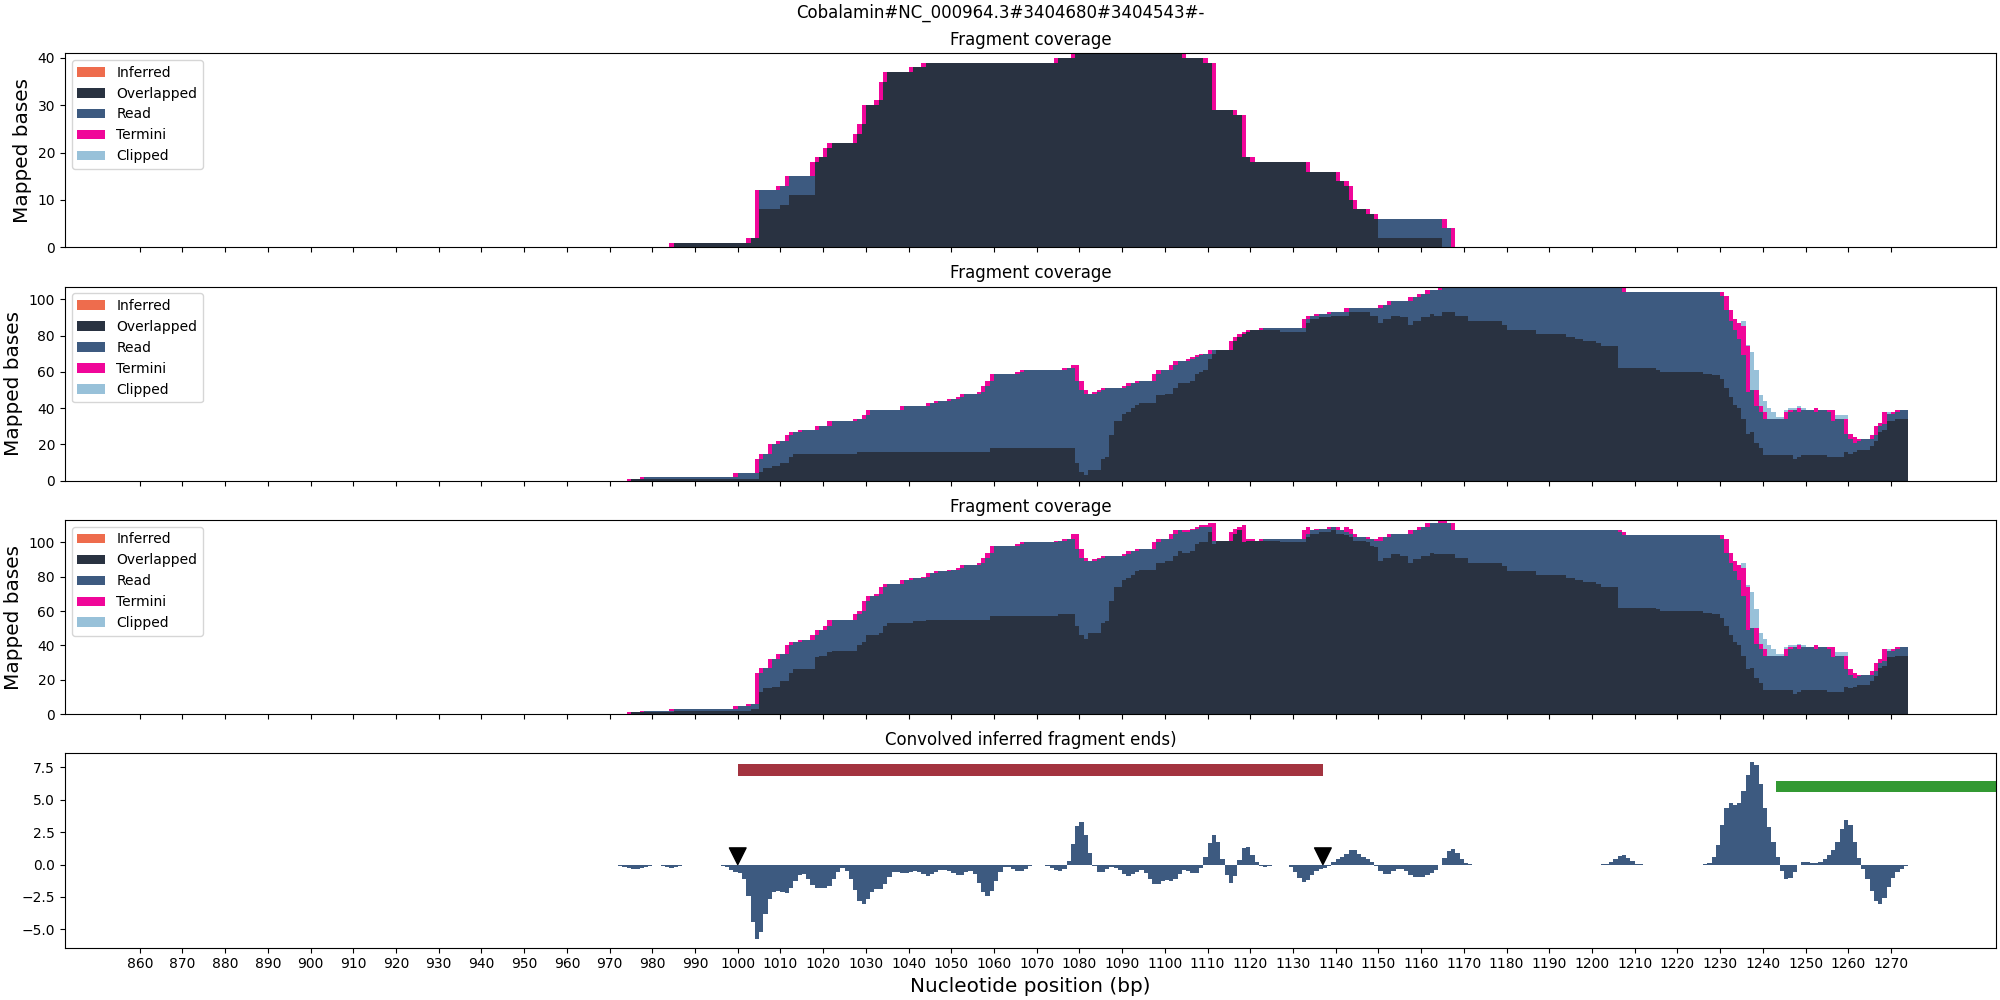 Cobalamin#NC_000964.3#3404680#3404543#-
Fragment coverage
Mapped bases
40
30
20
10
0
Inferred
Overlapped
Read
Termini
Clipped
Fragment coverage
Mapped bases
100
80
60
40
20
0
Inferred
Overlapped
Read
Termini
Clipped
Fragment coverage
Mapped bases
100
80
60
40
20
0
Inferred
Overlapped
Read
Termini
Clipped
Convolved inferred fragment ends)
7.5
5.0
2.5
0.0
−2.5
−5.0
860 870 880 890 900 910 920 930 940 950 960 970 980 990 1000 1010 1020 1030 1040 1050 1060 1070 1080 1090 1100 1110 1120 1130 1140 1150 1160 1170 1180 1190 1200 1210 1220 1230 1240 1250 1260 1270
Nucleotide position (bp)